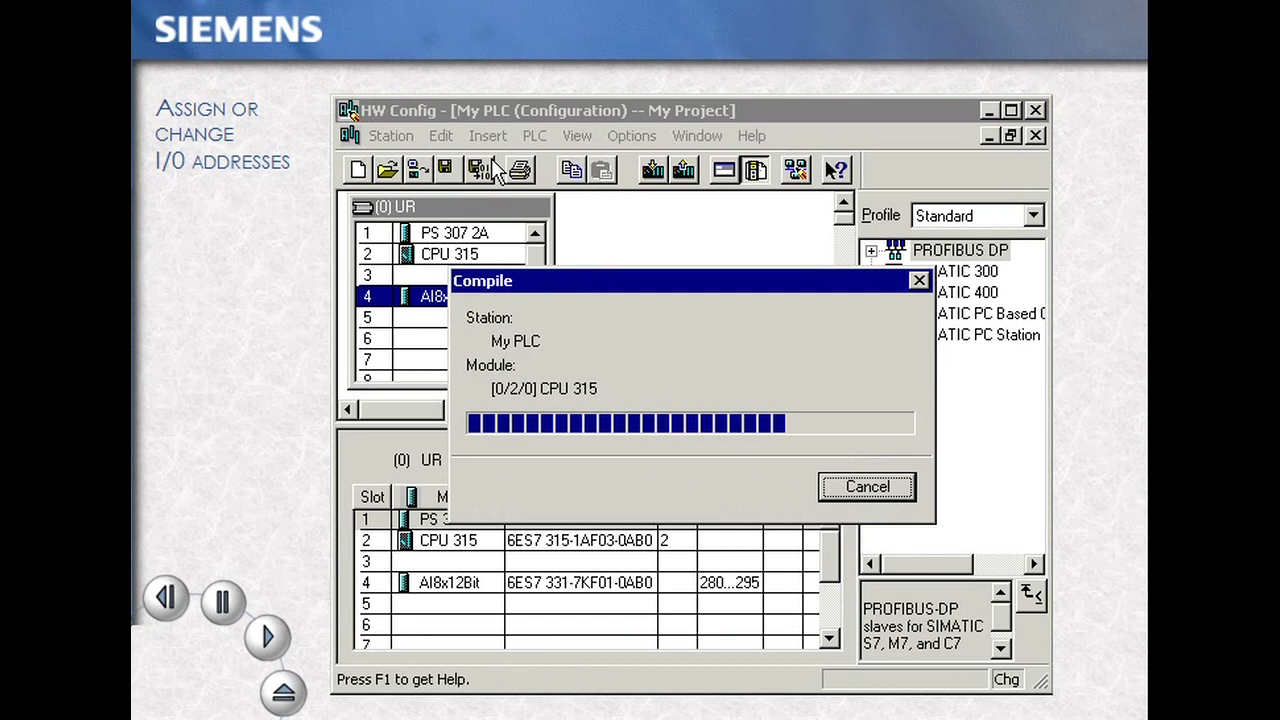 SIEMENS
ASSIGN OR
CHANGE
I/O ADDRESSES
HW Config - [My PLC (Configuration) -- My Project]
Station Edit Insert PLC View Options Window Help
(0) UR
1 PS 307 2A
2 CPU 315
3
4 AI8x
5
6
7
8
Profile Standard
PROFIBUS DP
ATIC 300
ATIC 400
ATIC PC Based
ATIC PC Station
Compile
Station:
My PLC
Module:
[0/2/0] CPU 315
Cancel
(0) UR
Slot M
1 PS 3
2 CPU 315 6ES7 315-1AF03-0AB0 2
3
4 AI8x12Bit 6ES7 331-7KF01-0AB0 280...295
5
6
7
PROFIBUS-DP
slaves for SIMATIC
S7, M7, and C7
Press F1 to get Help.
Chg